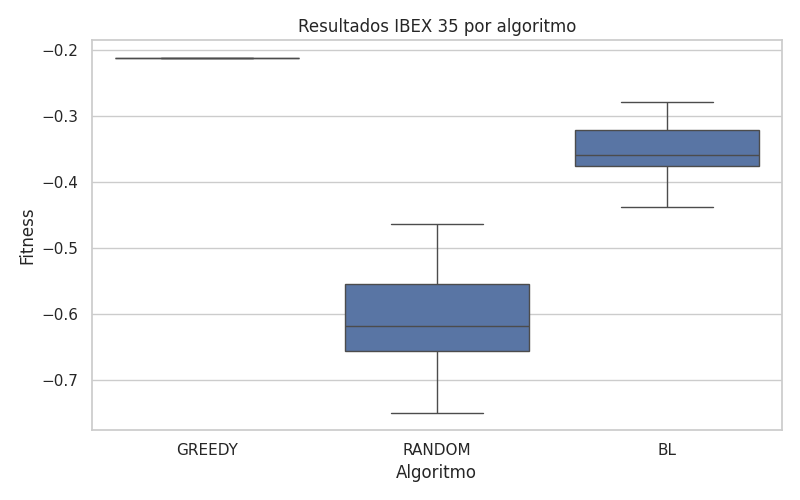 Resultados IBEX 35 por algoritmo
−0.2
−0.3
−0.4
−0.5
−0.6
−0.7
Fitness
GREEDY
RANDOM
BL
Algoritmo